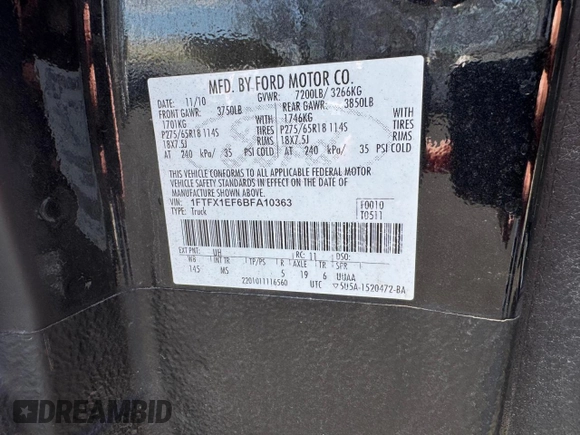 MFD. BY FORD MOTOR CO.
DATE: 11/10 GVWR: 7200LB/ 3266KG
FRONT GAWR: 3750LB REAR GAWR: 3850LB
1701KG WITH 1746KG WITH
P275/65R18 114S TIRES P275/65R18 114S TIRES
18X7.5J RIMS 18X7.5J RIMS
AT 240 kPa/ 35 PSI COLD AT 240 kPa/ 35 PSI COLD
THIS VEHICLE CONFORMS TO ALL APPLICABLE FEDERAL MOTOR
VEHICLE SAFETY STANDARDS IN EFFECT ON THE DATE OF
MANUFACTURE SHOWN ABOVE.
VIN: 1FTFX1EF6BFA10363 F0010
TYPE: Truck T0511
EXT PNT: UH RC: 11 DSO:
WB INT TR TP/PS R AXLE TR SPR
145 MS 5 19 6 UUAA
2201011116560 UTC 5U5A-1520472-BA
DREAMBID